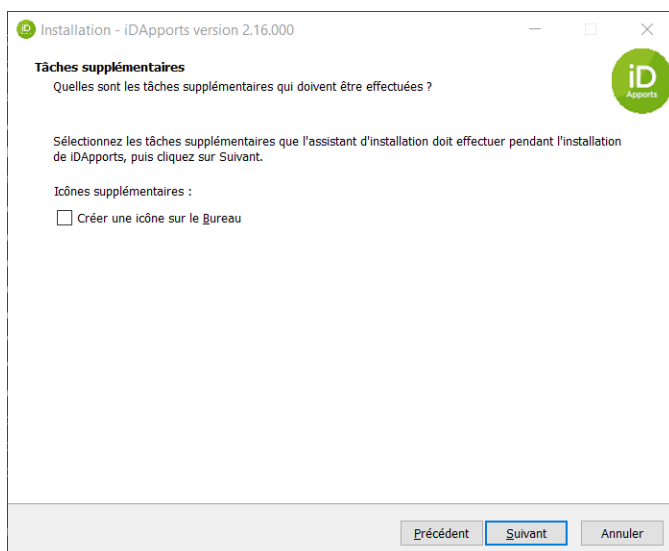 iD Installation - iDApports version 2.16.000
Tâches supplémentaires
Quelles sont les tâches supplémentaires qui doivent être effectuées ?
iD
Apports
Sélectionnez les tâches supplémentaires que l'assistant d'installation doit effectuer pendant l'installation
de iDApports, puis cliquez sur Suivant.
Icônes supplémentaires :
Créer une icône sur le Bureau
Précédent Suivant Annuler